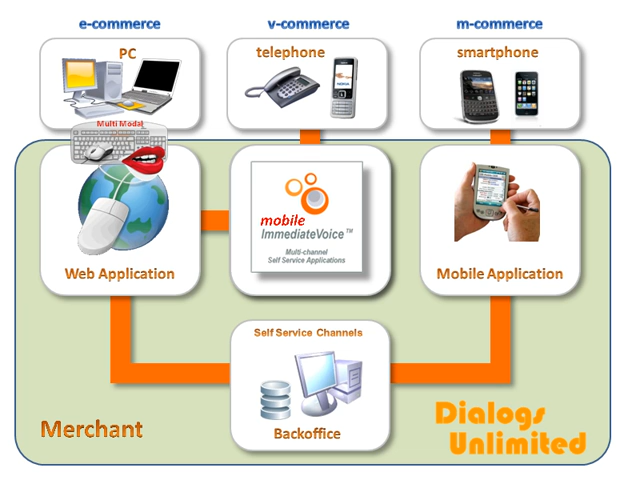 e-commerce
v-commerce
m-commerce
PC
telephone
smartphone
NOKIA
Multi Modal
mobile
ImmediateVoice™
Multi-channel
Self Service Applications
Web Application
Mobile Application
Self Service Channels
Backoffice
Merchant
Dialogs
Unlimited